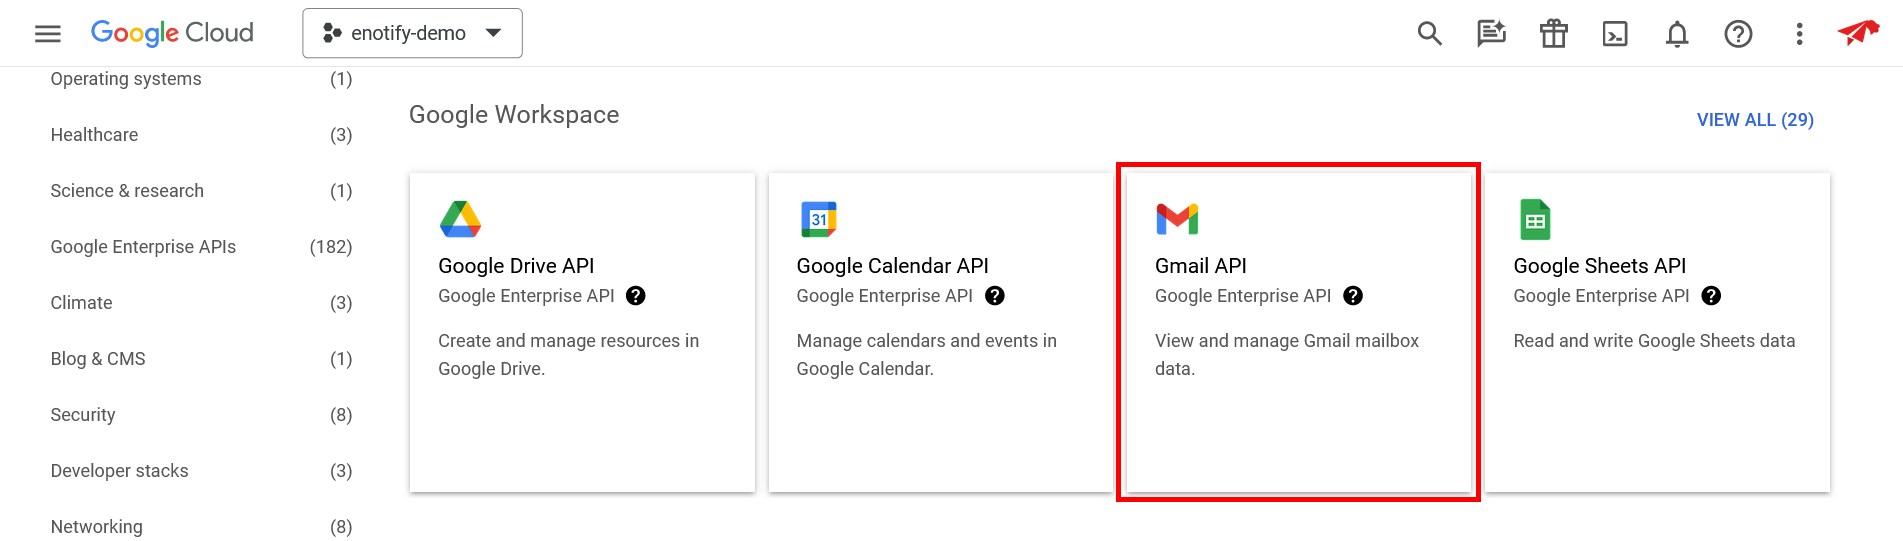 Google Cloud
enotify-demo
Operating systems (1)
Healthcare (3)
Science & research (1)
Google Enterprise APIs (182)
Climate (3)
Blog & CMS (1)
Security (8)
Developer stacks (3)
Networking (8)
Google Workspace
VIEW ALL (29)
Google Drive API
Google Enterprise API
Create and manage resources in
Google Drive.
31
Google Calendar API
Google Enterprise API
Manage calendars and events in
Google Calendar.
Gmail API
Google Enterprise API
View and manage Gmail mailbox
data.
Google Sheets API
Google Enterprise API
Read and write Google Sheets data